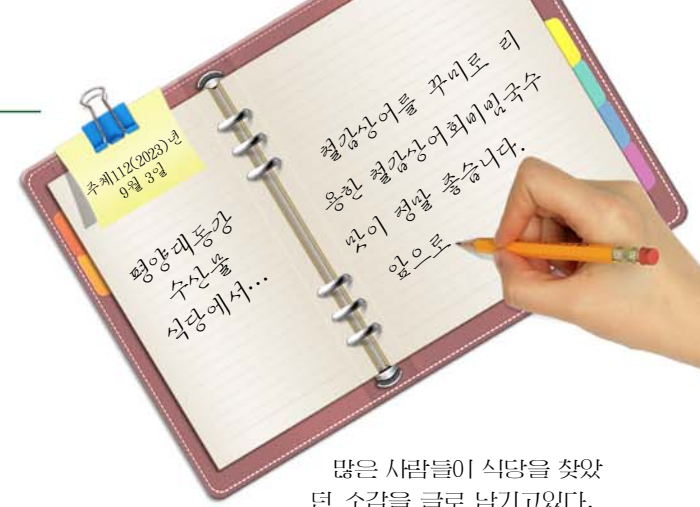 주체112(2023)년
9월 3일
평양대동강
수산물
식당에서…
철갑상어를 꾸미로 리
용한 철갑상어회비빔국수
맛이 정말 좋습니다.
앞으로
많은 사람들이 식당을 찾았
던 소감을 글로 남기고있다.